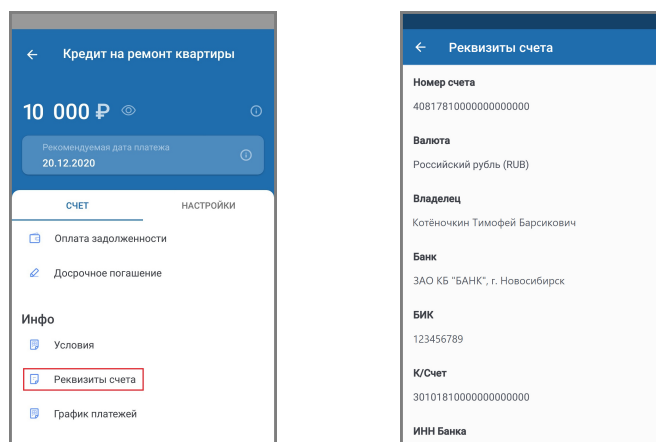 Кредит на ремонт квартиры
10 000 ₽
Рекомендуемая дата платежа
20.12.2020
СЧЕТ НАСТРОЙКИ
Оплата задолженности
Досрочное погашение
Инфо
Условия
Реквизиты счета
График платежей
Реквизиты счета
Номер счета
40817810000000000000
Валюта
Российский рубль (RUB)
Владелец
Котёночкин Тимофей Барсикович
Банк
ЗАО КБ "БАНК", г. Новосибирск
БИК
123456789
К/Счет
30101810000000000000
ИНН Банка